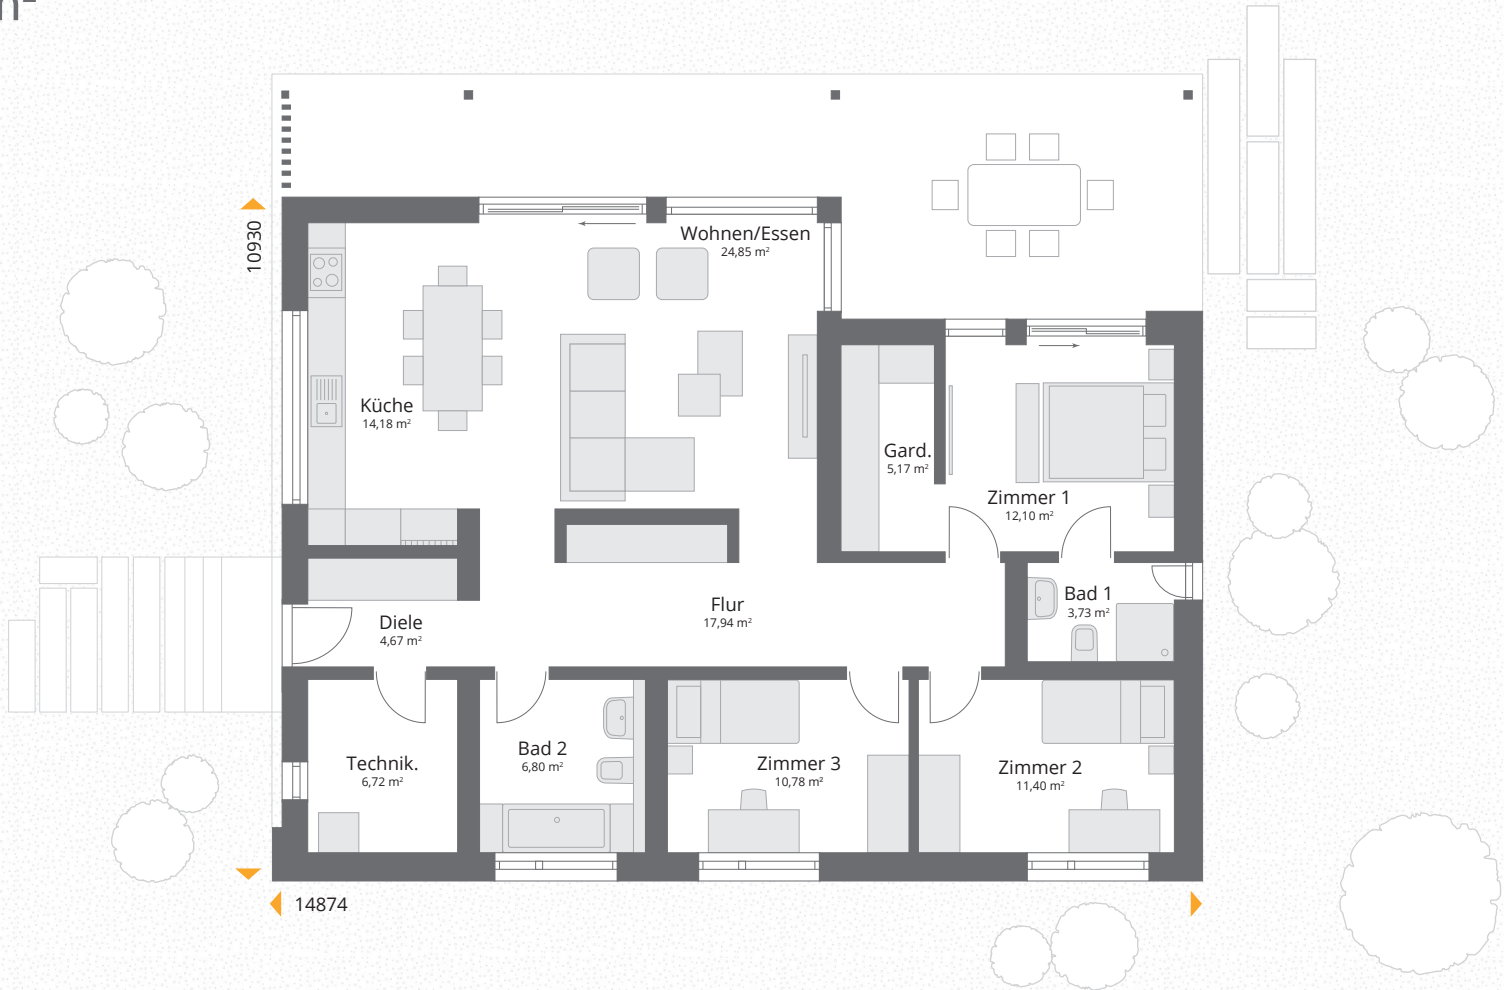 m²
10930
Wohnen/Essen
24,85 m²
Küche
14,18 m²
Gard.
5,17 m²
Zimmer 1
12,10 m²
Diele
4,67 m²
Flur
17,94 m²
Bad 1
3,73 m²
Technik.
6,72 m²
Bad 2
6,80 m²
Zimmer 3
10,78 m²
Zimmer 2
11,40 m²
14874